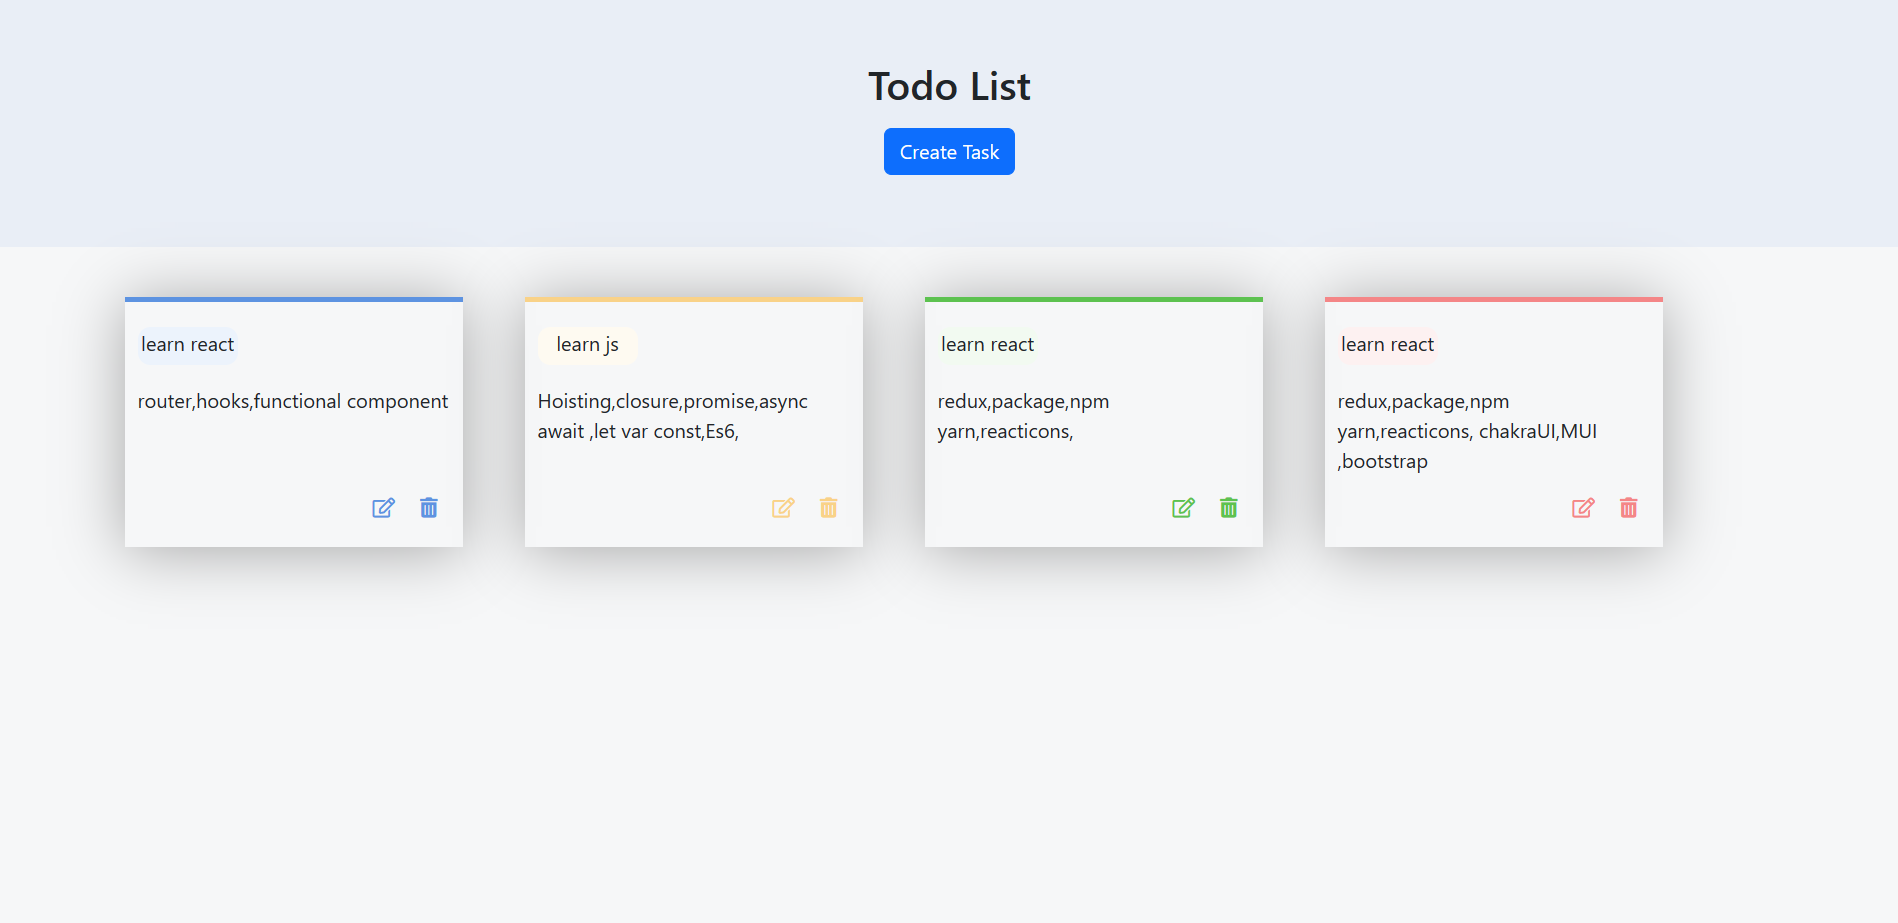 Todo List
Create Task
learn react
router,hooks,functional component
learn js
Hoisting,closure,promise,async
await ,let var const,Es6,
learn react
redux,package,npm
yarn,reacticons,
learn react
redux,package,npm
yarn,reacticons, chakraUI,MUI
,bootstrap